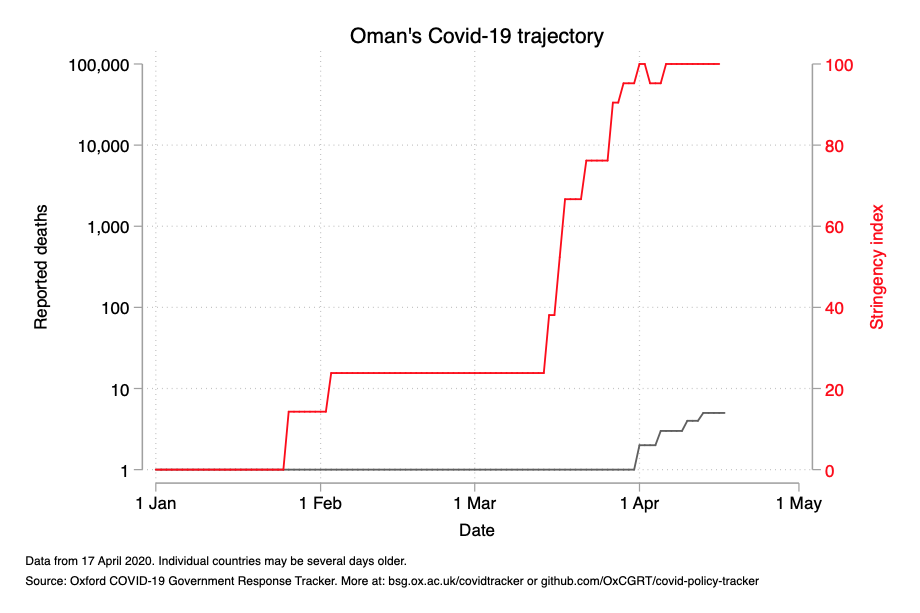 Oman's Covid-19 trajectory
100,000
10,000
1,000
100
10
1
Reported deaths
100
80
60
40
20
0
Stringency index
1 Jan
1 Feb
1 Mar
1 Apr
1 May
Date
Data from 17 April 2020. Individual countries may be several days older.
Source: Oxford COVID-19 Government Response Tracker. More at: bsg.ox.ac.uk/covidtracker or github.com/OxCGRT/covid-policy-tracker